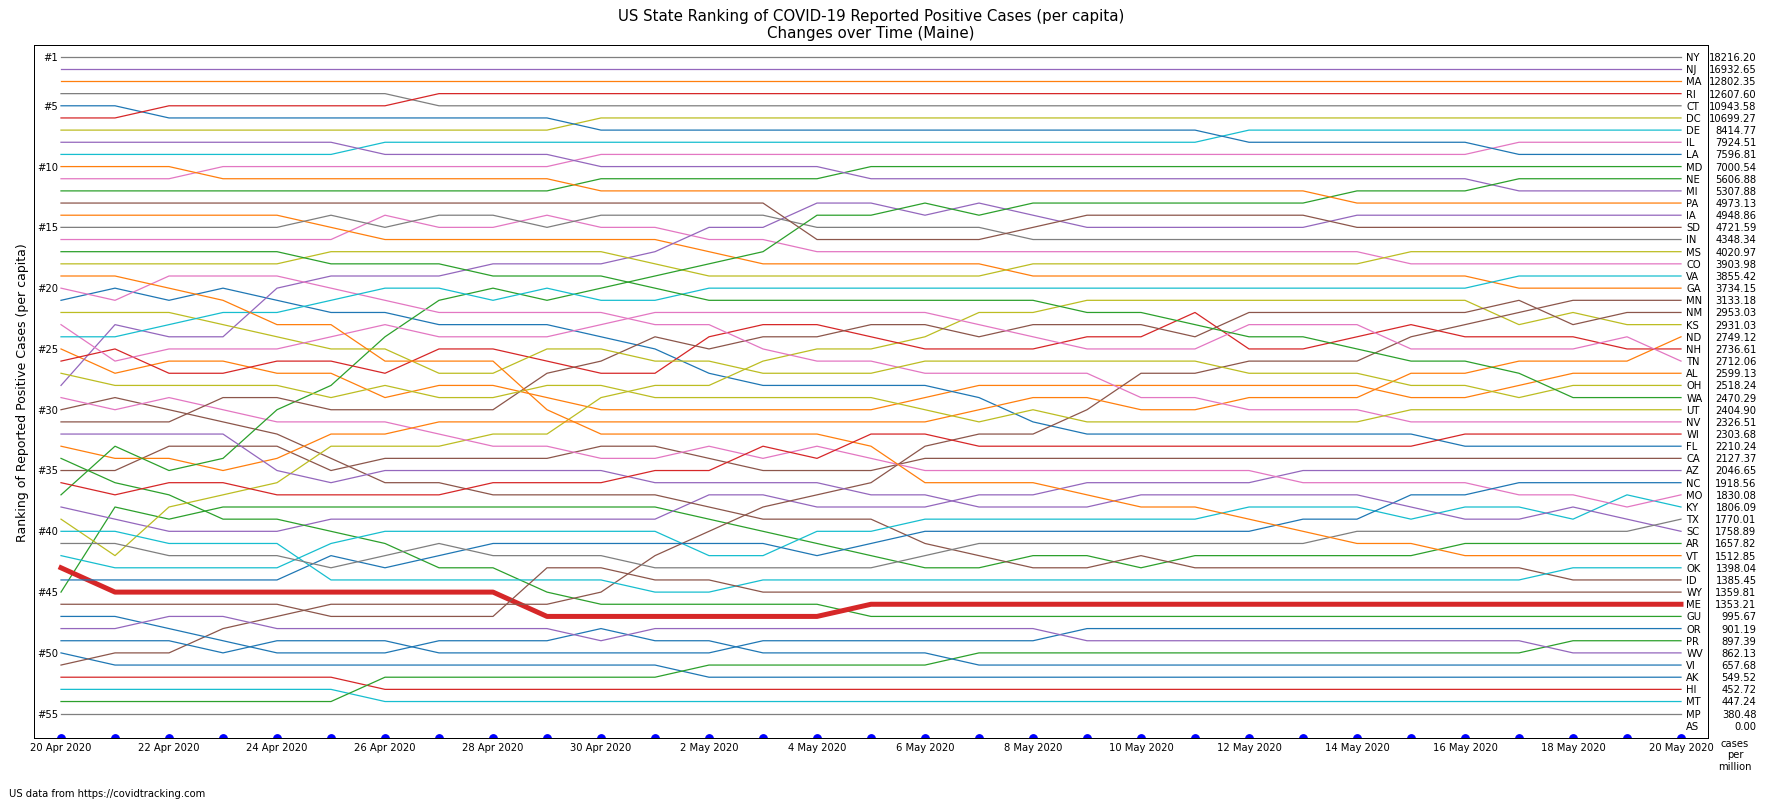 US State Ranking of COVID-19 Reported Positive Cases (per capita)
Changes over Time (Maine)
Ranking of Reported Positive Cases (per capita)
#1
#5
#10
#15
#20
#25
#30
#35
#40
#45
#50
#55
NY 18216.20
NJ 16932.65
MA 12802.35
RI 12607.60
CT 10943.58
DC 10699.27
DE 8414.77
IL 7924.51
LA 7596.81
MD 7000.54
NE 5606.88
MI 5307.88
PA 4973.13
IA 4948.86
SD 4721.59
IN 4348.34
MS 4020.97
CO 3903.98
VA 3855.42
GA 3734.15
MN 3133.18
NM 2953.03
KS 2931.03
ND 2749.12
NH 2736.61
TN 2712.06
AL 2599.13
OH 2518.24
WA 2470.29
UT 2404.90
NV 2326.51
WI 2303.68
FL 2210.24
CA 2127.37
AZ 2046.65
NC 1918.56
MO 1830.08
KY 1806.09
TX 1770.01
SC 1758.89
AR 1657.82
VT 1512.85
OK 1398.04
ID 1385.45
WY 1359.81
ME 1353.21
GU 995.67
OR 901.19
PR 897.39
WV 862.13
VI 657.68
AK 549.52
HI 452.72
MT 447.24
MP 380.48
AS 0.00
20 Apr 2020 22 Apr 2020 24 Apr 2020 26 Apr 2020 28 Apr 2020 30 Apr 2020 2 May 2020 4 May 2020 6 May 2020 8 May 2020 10 May 2020 12 May 2020 14 May 2020 16 May 2020 18 May 2020 20 May 2020
cases
per
million
US data from https://covidtracking.com